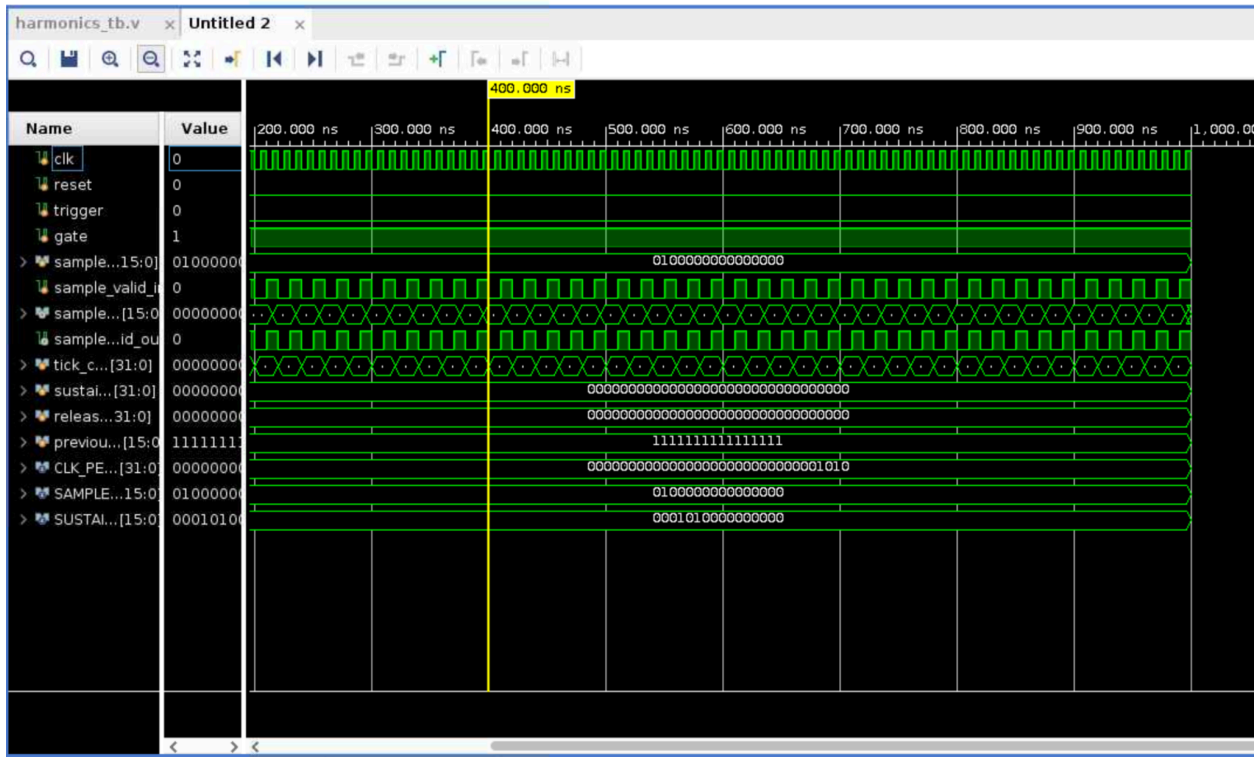 harmonics_tb.v × Untitled 2 ×
400.000 ns
Name Value 200.000 ns 300.000 ns 400.000 ns 500.000 ns 600.000 ns 700.000 ns 800.000 ns 900.000 ns 1,000.0
clk 0
reset 0
trigger 0
gate 1
sample...15:0] 01000000 0100000000000000
sample_valid_i 0
sample...[15:0 00000000
sample...id_ou 0
tick_c...[31:0] 00000000
sustai...[31:0] 00000000 00000000000000000000000000000000
releas...31:0] 00000000 00000000000000000000000000000000
previou...[15:0 11111111 1111111111111111
CLK_PE...[31:0] 00000000 00000000000000000000000000001010
SAMPLE...15:0] 01000000 0100000000000000
SUSTAI...[15:0] 00010100 0001010000000000